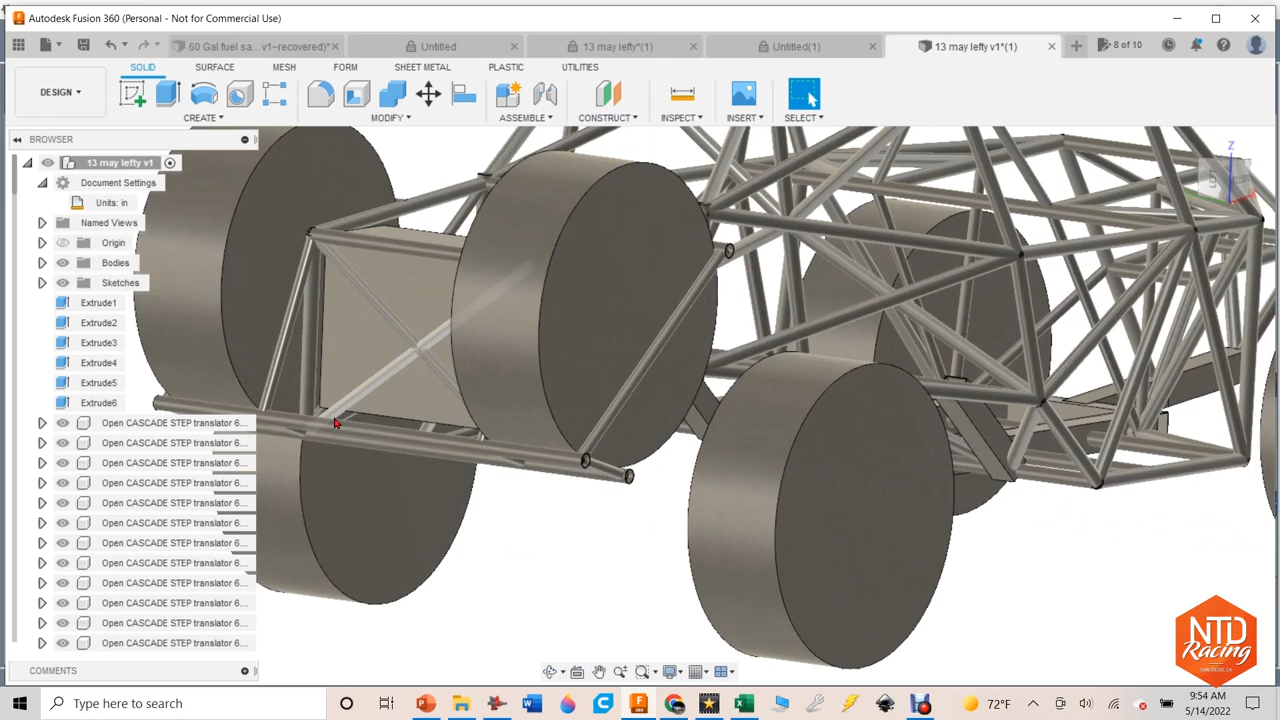 Autodesk Fusion 360 (Personal - Not for Commercial Use)
60 Gal fuel sa... v1~recovered)*
Untitled
13 may lefty*(1)
Untitled(1)
13 may lefty v1*(1)
8 of 10
SOLID
SURFACE
MESH
FORM
SHEET METAL
PLASTIC
UTILITIES
DESIGN
CREATE
MODIFY
ASSEMBLE
CONSTRUCT
INSPECT
INSERT
SELECT
BROWSER
13 may lefty v1
Document Settings
Units: in
Named Views
Origin
Bodies
Sketches
Extrude1
Extrude2
Extrude3
Extrude4
Extrude5
Extrude6
Open CASCADE STEP translator 6....
Open CASCADE STEP translator 6....
Open CASCADE STEP translator 6....
Open CASCADE STEP translator 6....
Open CASCADE STEP translator 6....
Open CASCADE STEP translator 6....
Open CASCADE STEP translator 6....
Open CASCADE STEP translator 6....
Open CASCADE STEP translator 6....
Open CASCADE STEP translator 6....
Open CASCADE STEP translator 6....
Open CASCADE STEP translator 6....
Z
COMMENTS
NTD
Racing
SAN DIEGO, CA
Type here to search
72°F
9:54 AM
5/14/2022